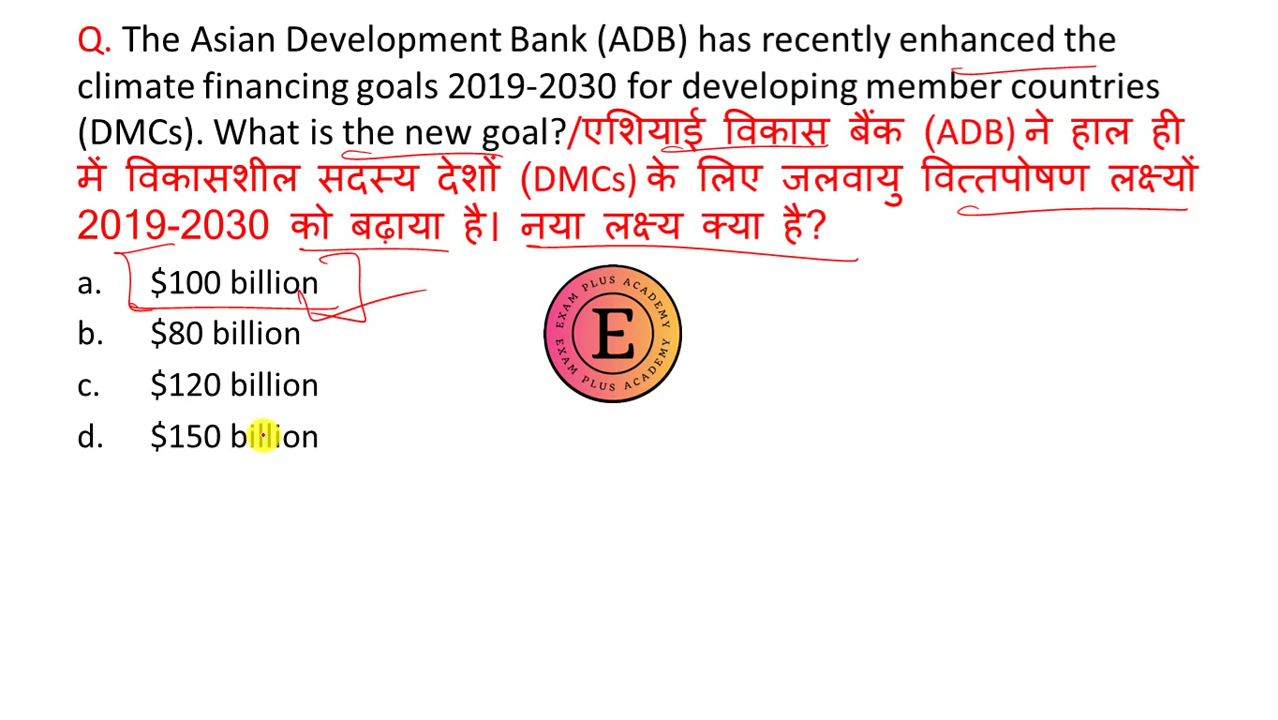 Q. The Asian Development Bank (ADB) has recently enhanced the
climate financing goals 2019-2030 for developing member countries
(DMCs). What is the new goal?/एशियाई विकास बैंक (ADB) ने हाल ही
में विकासशील सदस्य देशों (DMCs) के लिए जलवायु वित्तपोषण लक्ष्यों
2019-2030 को बढ़ाया है। नया लक्ष्य क्या है?
a. $100 billion
b. $80 billion
c. $120 billion
d. $150 billion
EXAM PLUS ACADEMY
E
EXAM PLUS ACADEMY